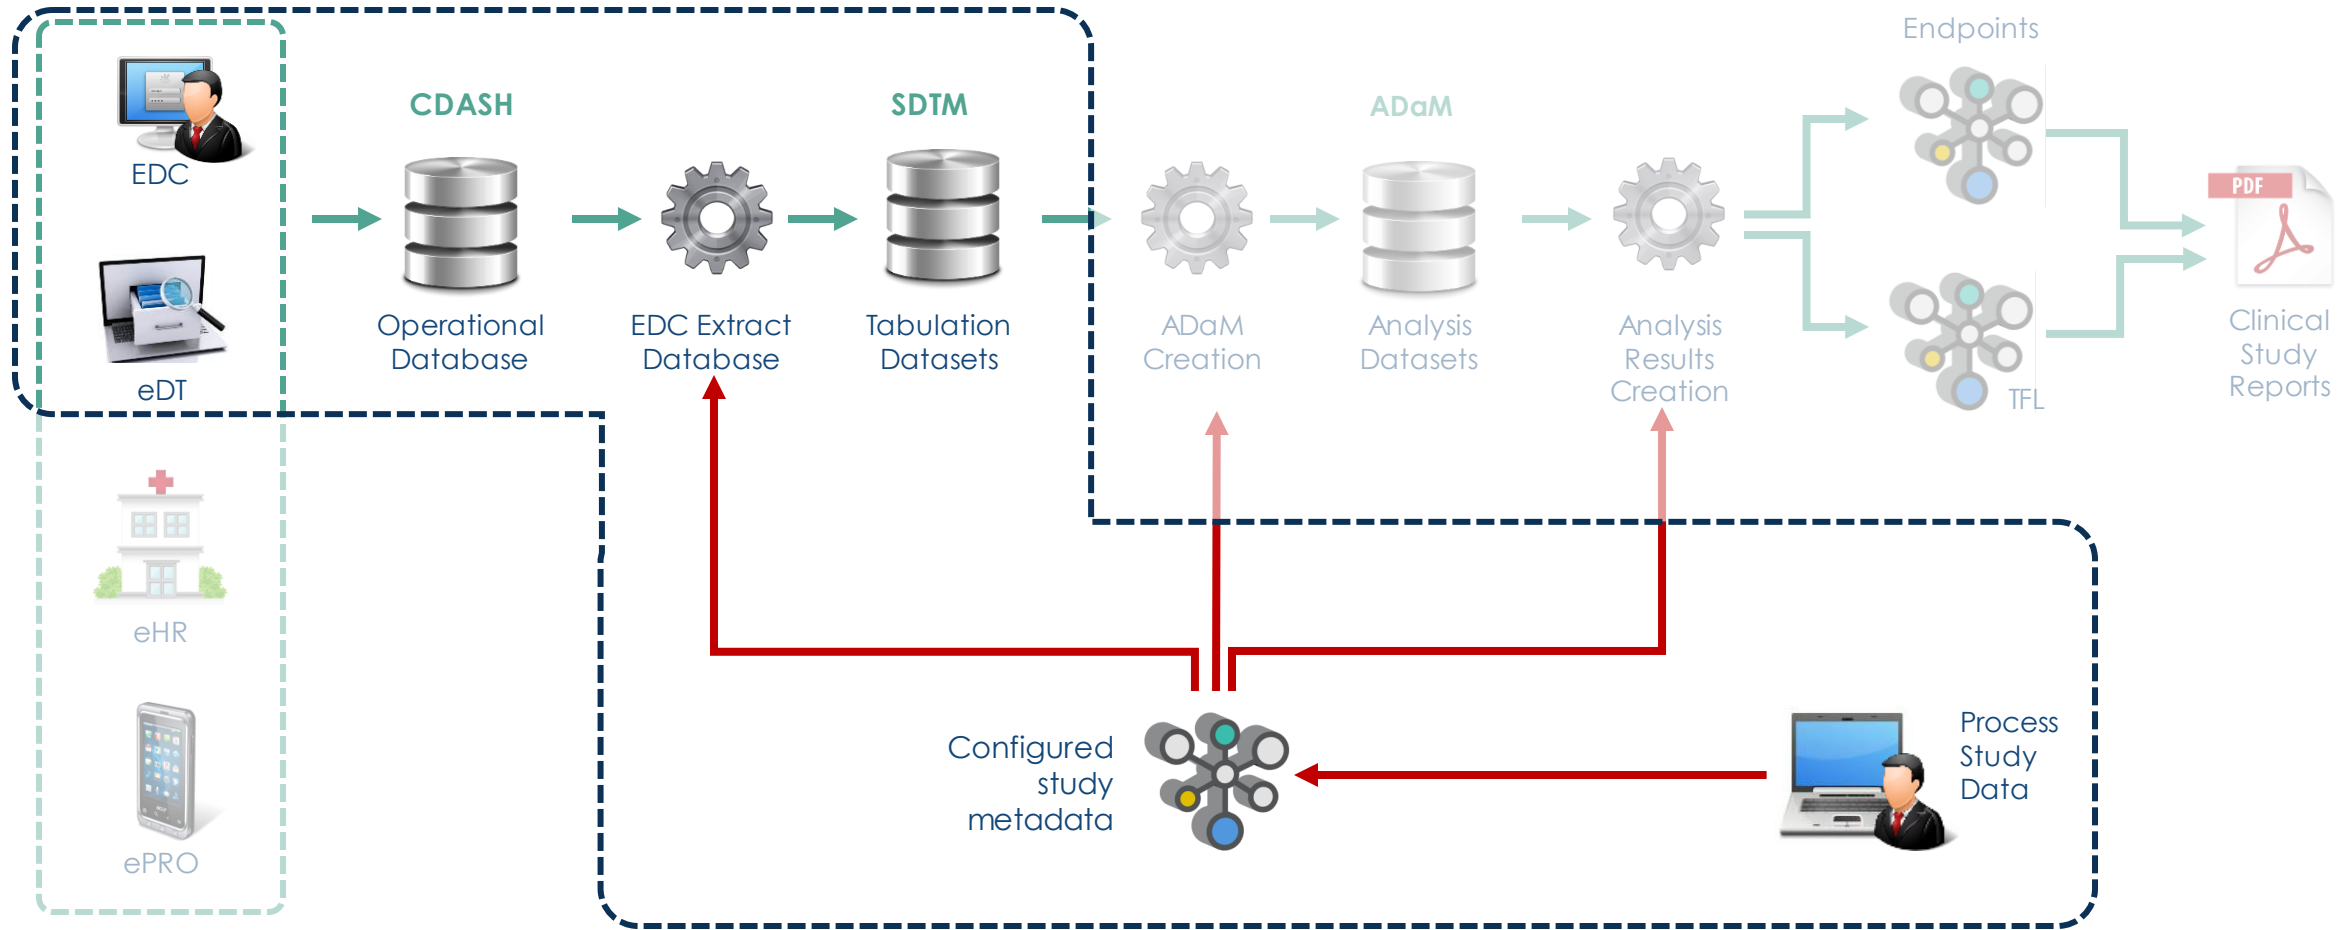 Endpoints
CDASH
SDTM
ADaM
EDC
PDF
Operational
Database
EDC Extract
Database
Tabulation
Datasets
ADaM
Creation
Analysis
Datasets
Analysis
Results
Creation
TFL
Clinical
Study
Reports
eDT
eHR
ePRO
Configured
study
metadata
Process
Study
Data